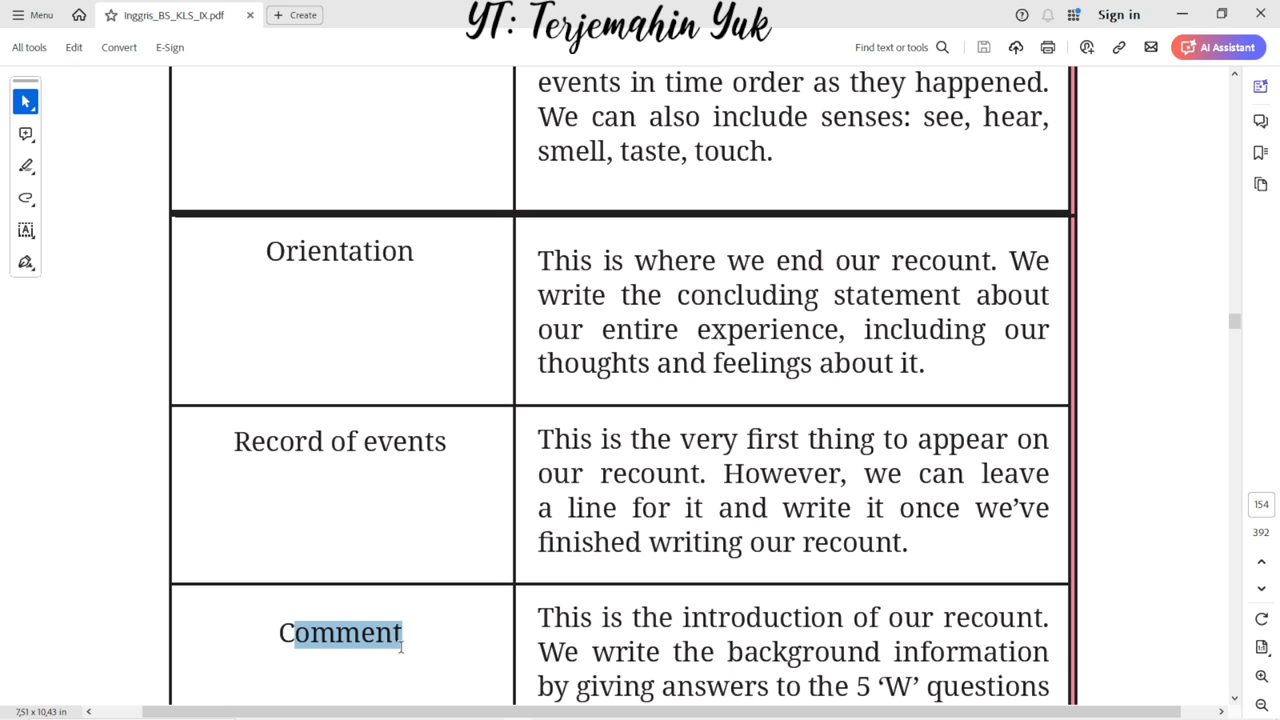 Menu
Inggris_BS_KLS_IX.pdf
Create
YT: Terjemahin Yuk
Sign in
All tools
Edit
Convert
E-Sign
Find text or tools
AI Assistant
events in time order as they happened.
We can also include senses: see, hear,
smell, taste, touch.
Orientation
This is where we end our recount. We
write the concluding statement about
our entire experience, including our
thoughts and feelings about it.
Record of events
This is the very first thing to appear on
our recount. However, we can leave
a line for it and write it once we’ve
finished writing our recount.
Comment
This is the introduction of our recount.
We write the background information
by giving answers to the 5 ‘W’ questions
154
392
7,51 x 10,43 in